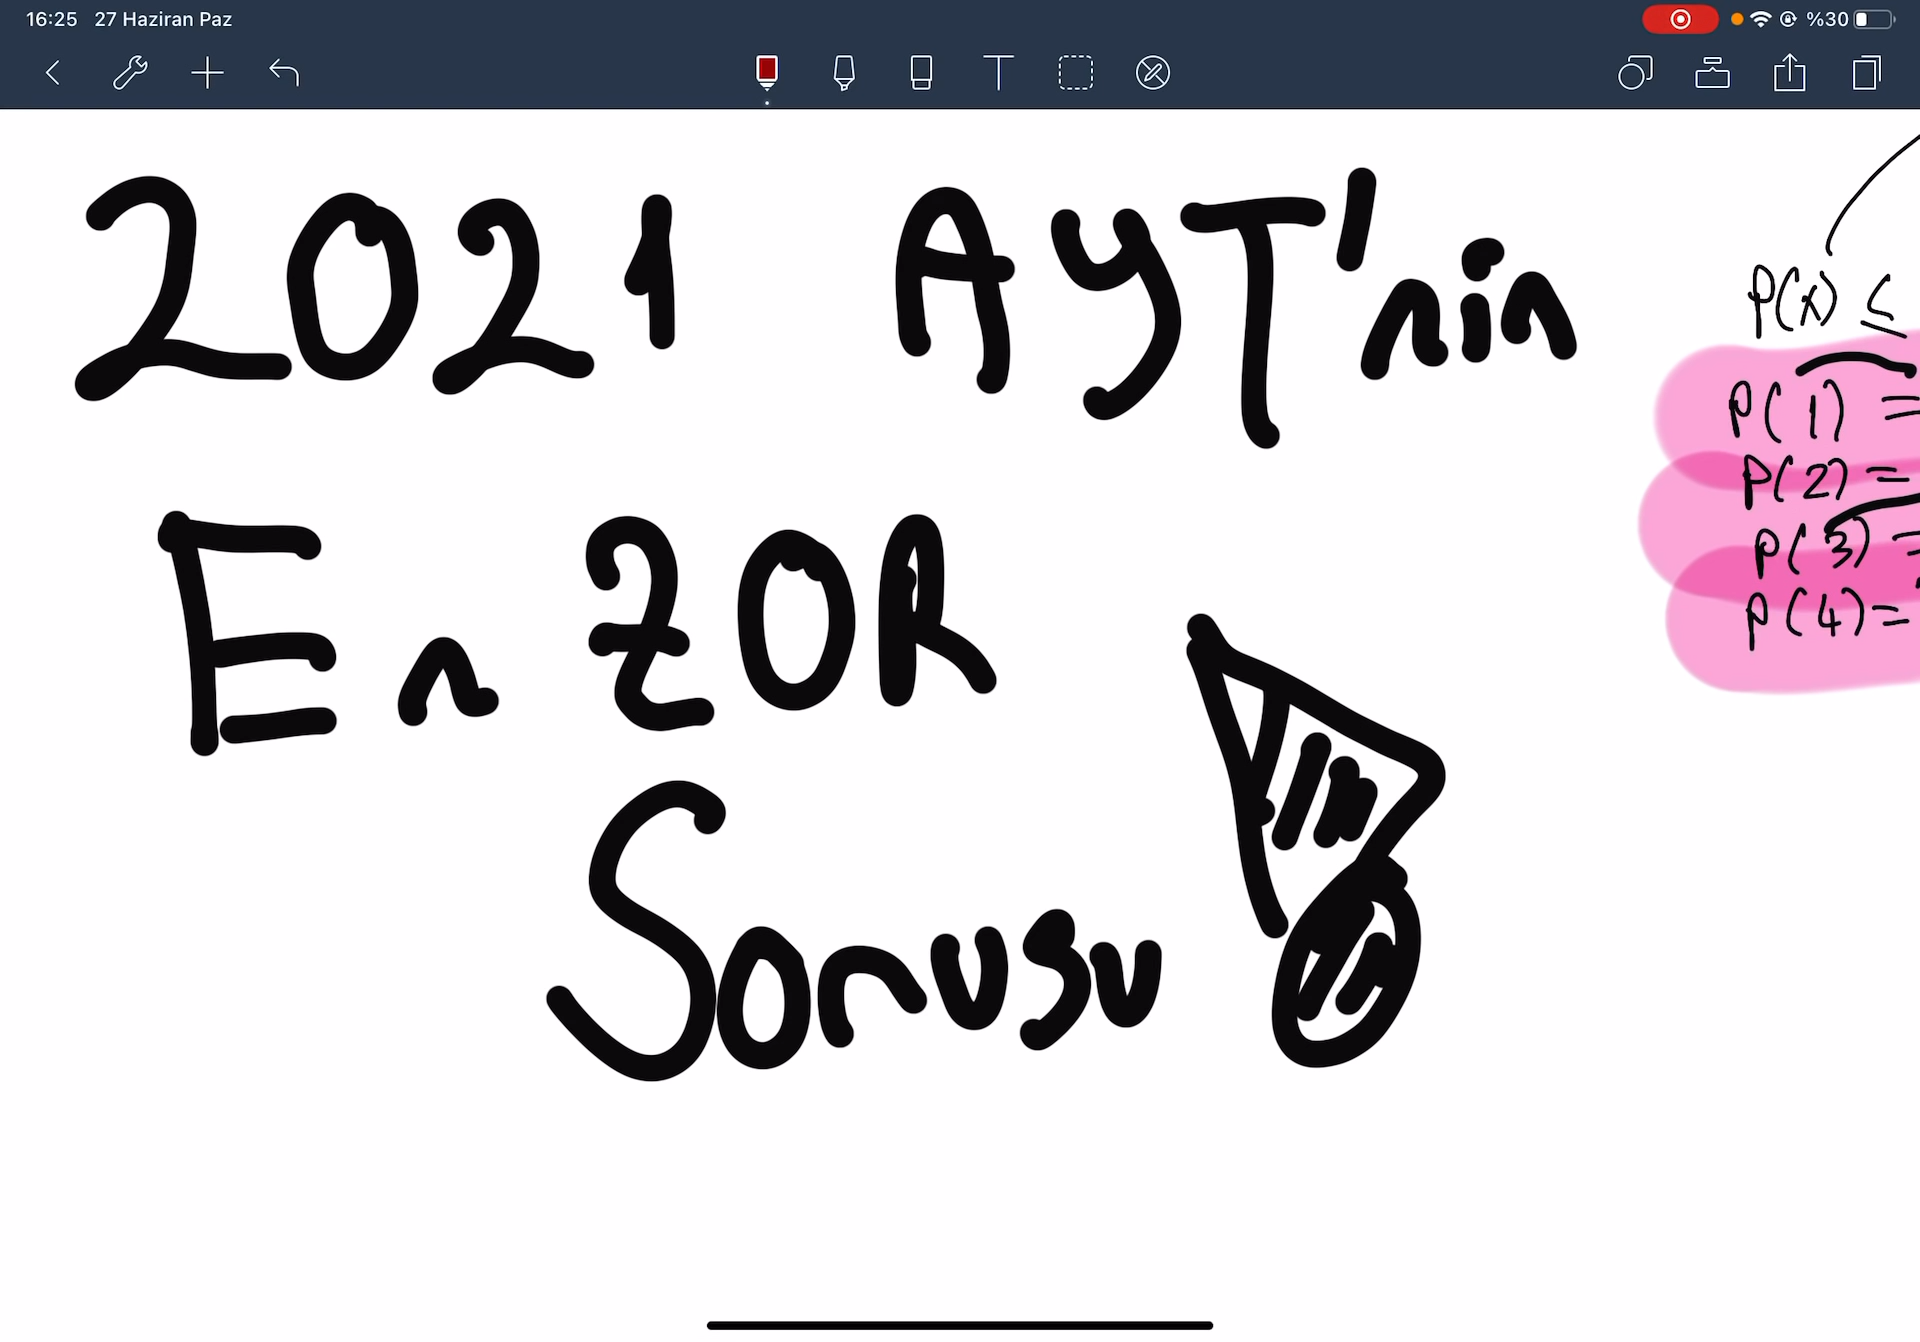 16:25 27 Haziran Paz
%30
2021 AYT'nin
En ZOR
Sorusu
P(x) ≤
P(1) =
P(2) =
P(3) =
P(4) =